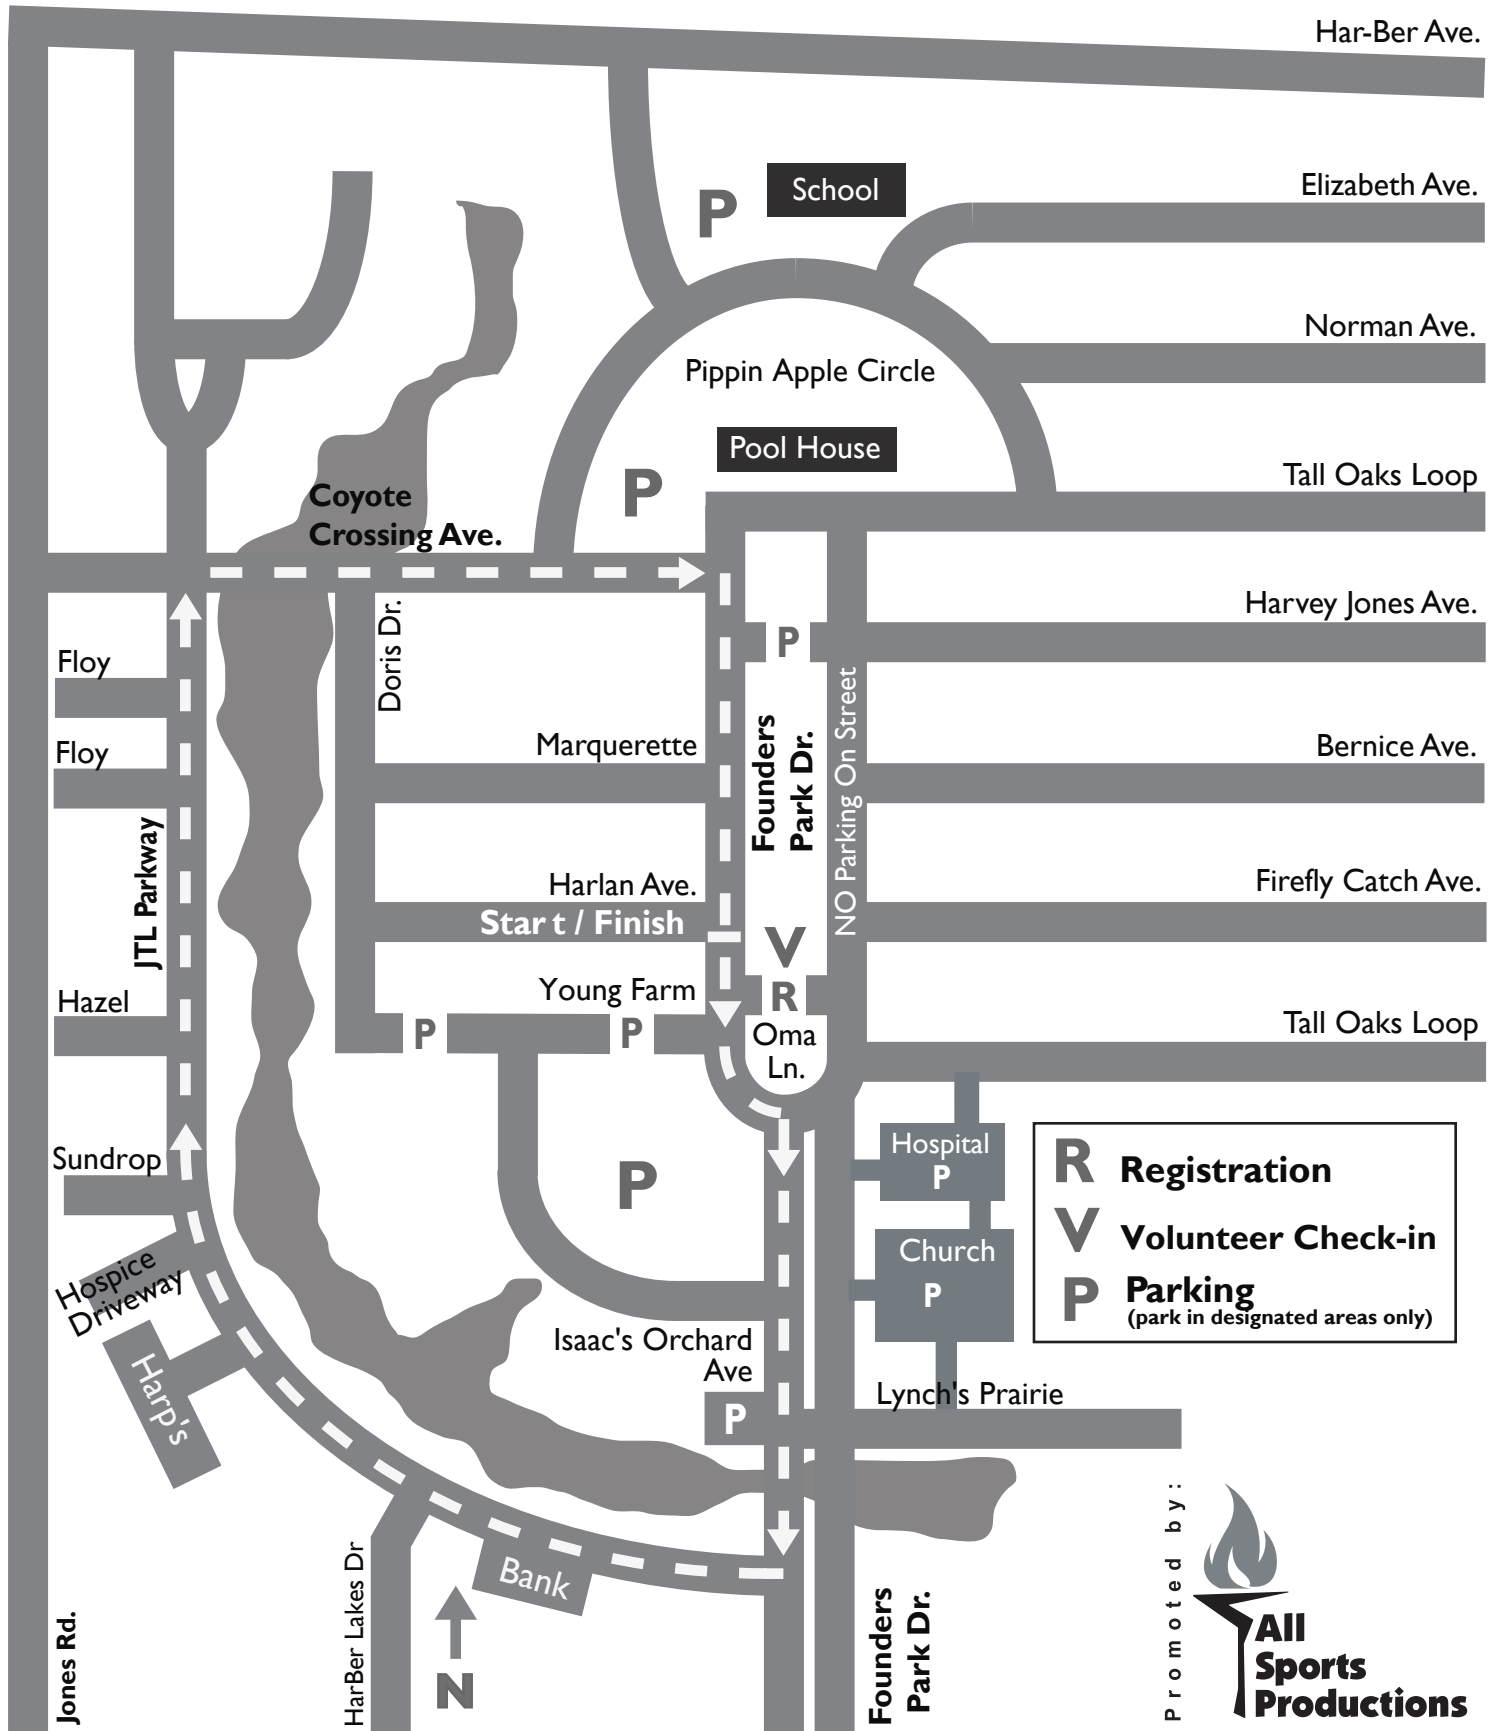 Har-Ber Ave.
School
P
Elizabeth Ave.
Norman Ave.
Pippin Apple Circle
Pool House
P
Tall Oaks Loop
Coyote
Crossing Ave.
Doris Dr.
Harvey Jones Ave.
P
Floy
Floy
Marquerette
Founders
Park Dr.
NO Parking On Street
Bernice Ave.
JTL Parkway
Harlan Ave.
Start / Finish
Firefly Catch Ave.
V
R
Hazel
Young Farm
P
P
Oma
Ln.
Tall Oaks Loop
Sundrop
P
Hospital
P
Church
P
R Registration
V Volunteer Check-in
P Parking
(park in designated areas only)
Hospice
Driveway
Harp's
Isaac's Orchard
Ave
P
Lynch's Prairie
Bank
Jones Rd.
HarBer Lakes Dr
N
Founders
Park Dr.
Promoted by:
All
Sports
Productions